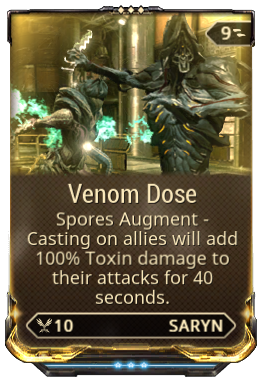 9
Venom Dose
Spores Augment -
Casting on allies will add
100% Toxin damage to
their attacks for 40
seconds.
10 SARYN